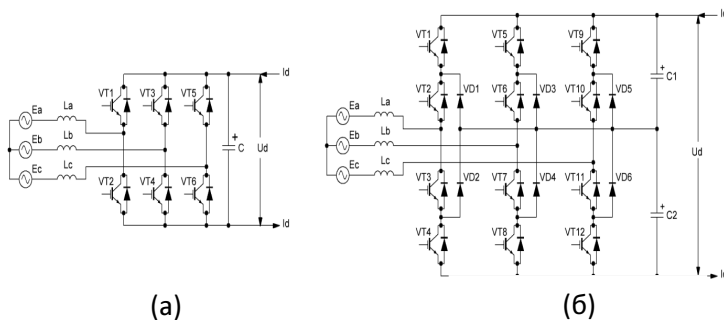 Id
VT1 VT3 VT5
Ea La
Eb Lb
Ec Lc
+
C
Ud
VT2 VT4 VT6
Id
(а)
Id
VT1 VT5 VT9
+
C1
VT2 VD1 VT6 VD3 VT10 VD5
Ea La
Eb Lb
Ec Lc
Ud
VT3 VD2 VT7 VD4 VT11 VD6
+
C2
VT4 VT8 VT12
(б)